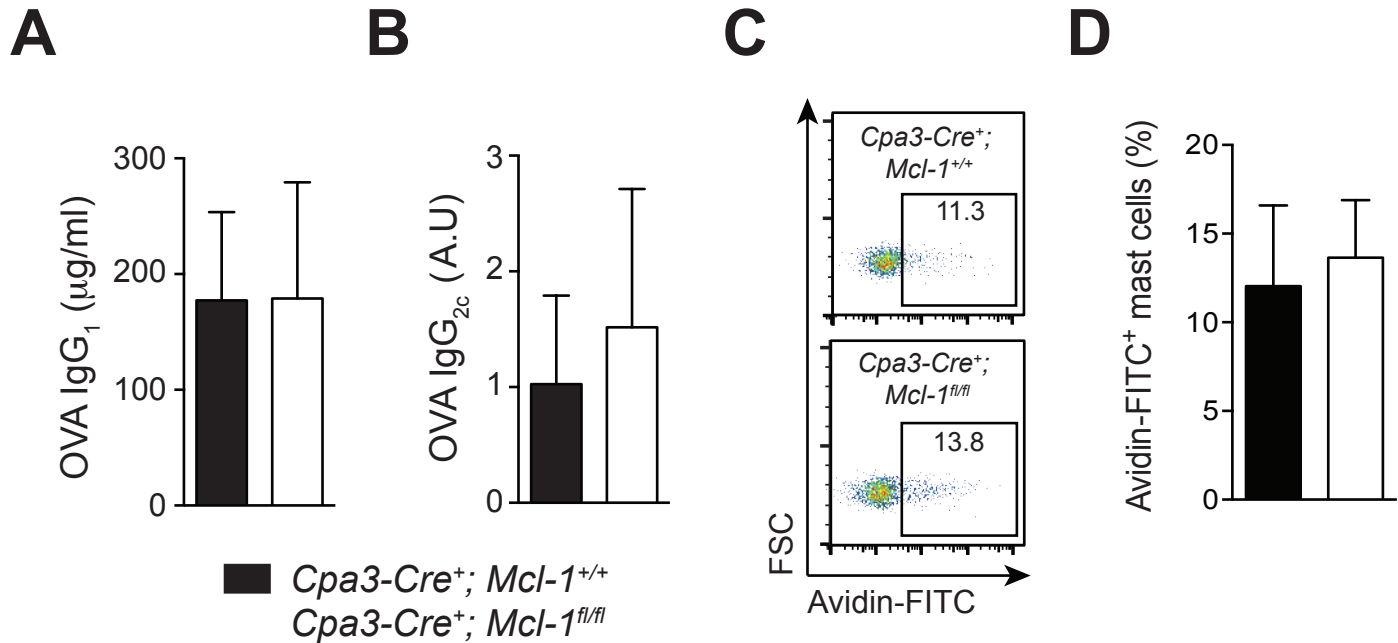 A
B
C
D
OVA IgG₁ (µg/ml)
300
200
100
0
OVA IgG₂c (A.U)
3
2
1
0
Cpa3-Cre⁺; Mcl-1⁺/⁺
Cpa3-Cre⁺; Mcl-1fl/fl
Cpa3-Cre⁺;
Mcl-1⁺/⁺
11.3
Cpa3-Cre⁺;
Mcl-1fl/fl
13.8
FSC
Avidin-FITC
Avidin-FITC⁺ mast cells (%)
20
15
10
5
0